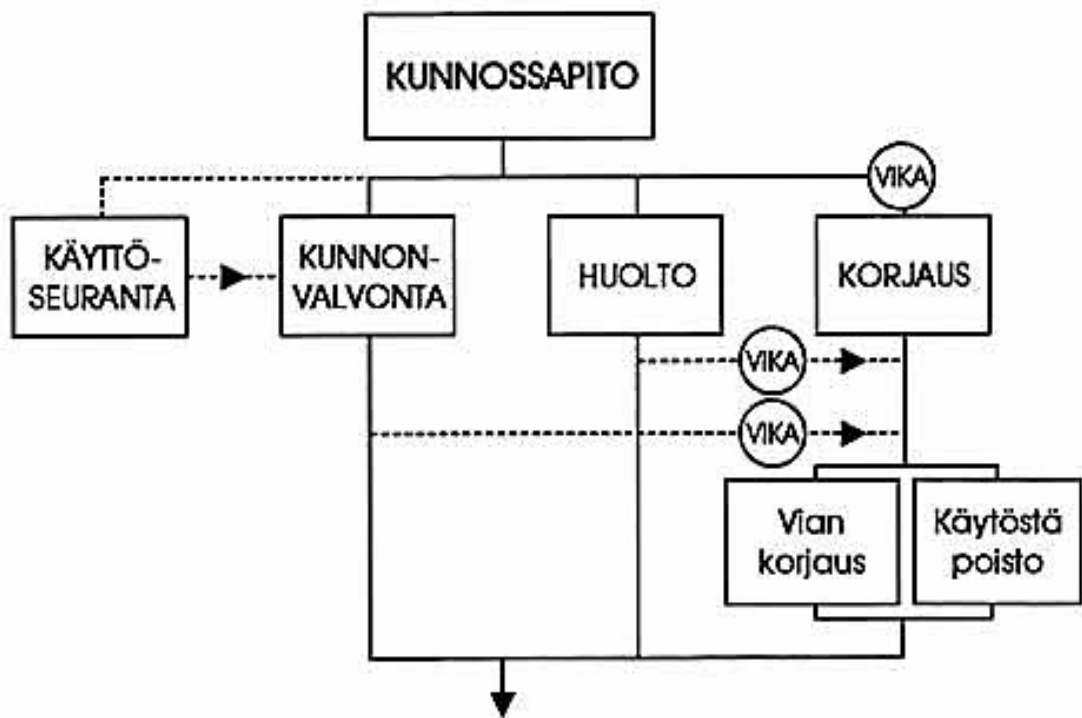 KUNNOSSAPITO
VIKA
KÄYTTÖ-
SEURANTA
KUNNON-
VALVONTA
HUOLTO
KORJAUS
VIKA
VIKA
Vian
korjaus
Käytöstä
poisto